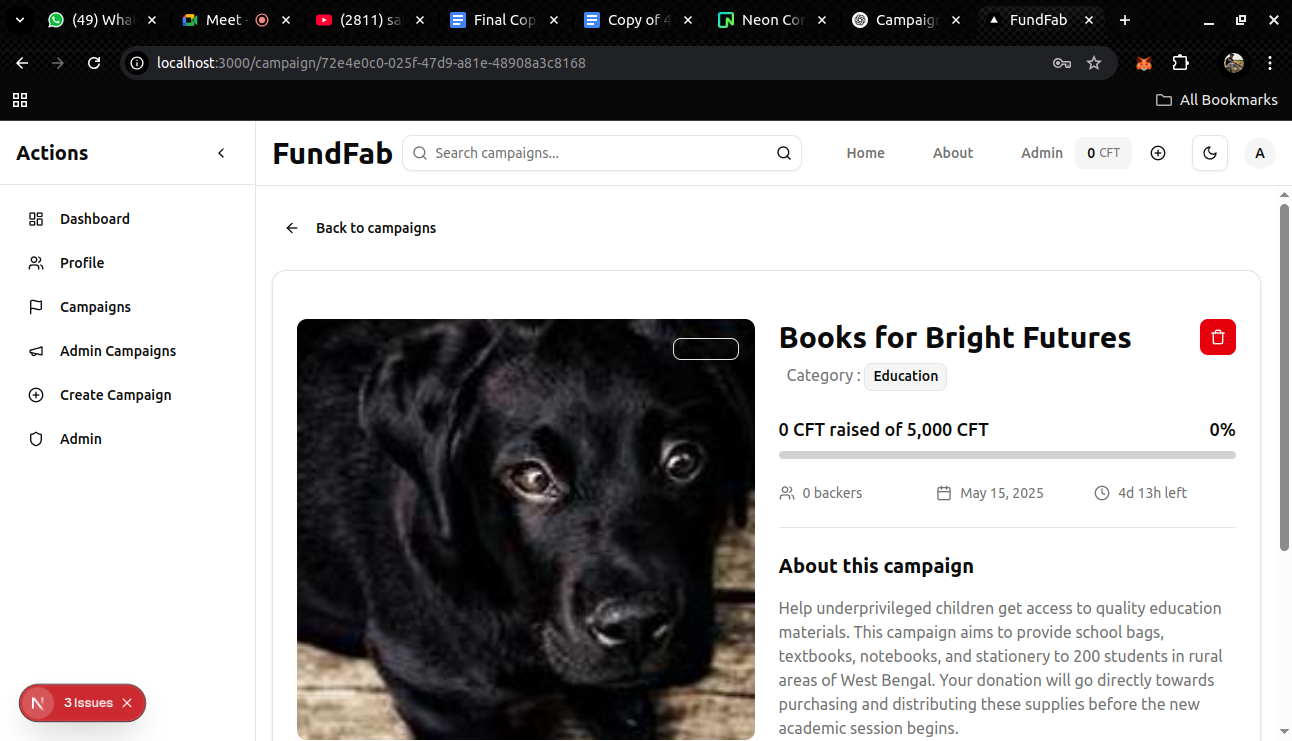 (49) Wha
Meet -
(2811) sa
Final Cop
Copy of 4
Neon Co
Campaig
FundFab
localhost:3000/campaign/72e4e0c0-025f-47d9-a81e-48908a3c8168
All Bookmarks
Actions
FundFab
Search campaigns...
Home
About
Admin
0 CFT
A
Dashboard
Profile
Campaigns
Admin Campaigns
Create Campaign
Admin
Back to campaigns
Books for Bright Futures
Category : Education
0 CFT raised of 5,000 CFT
0%
0 backers
May 15, 2025
4d 13h left
About this campaign
Help underprivileged children get access to quality education
materials. This campaign aims to provide school bags,
textbooks, notebooks, and stationery to 200 students in rural
areas of West Bengal. Your donation will go directly towards
purchasing and distributing these supplies before the new
academic session begins.
N
3 Issues